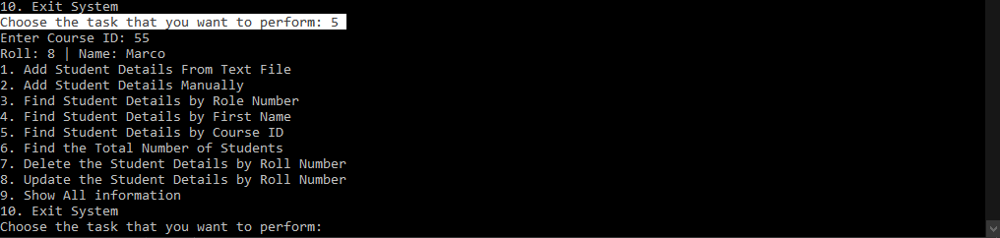 10. Exit System
Choose the task that you want to perform: 5
Enter Course ID: 55
Roll: 8 | Name: Marco
1. Add Student Details From Text File
2. Add Student Details Manually
3. Find Student Details by Role Number
4. Find Student Details by First Name
5. Find Student Details by Course ID
6. Find the Total Number of Students
7. Delete the Student Details by Roll Number
8. Update the Student Details by Roll Number
9. Show All information
10. Exit System
Choose the task that you want to perform: